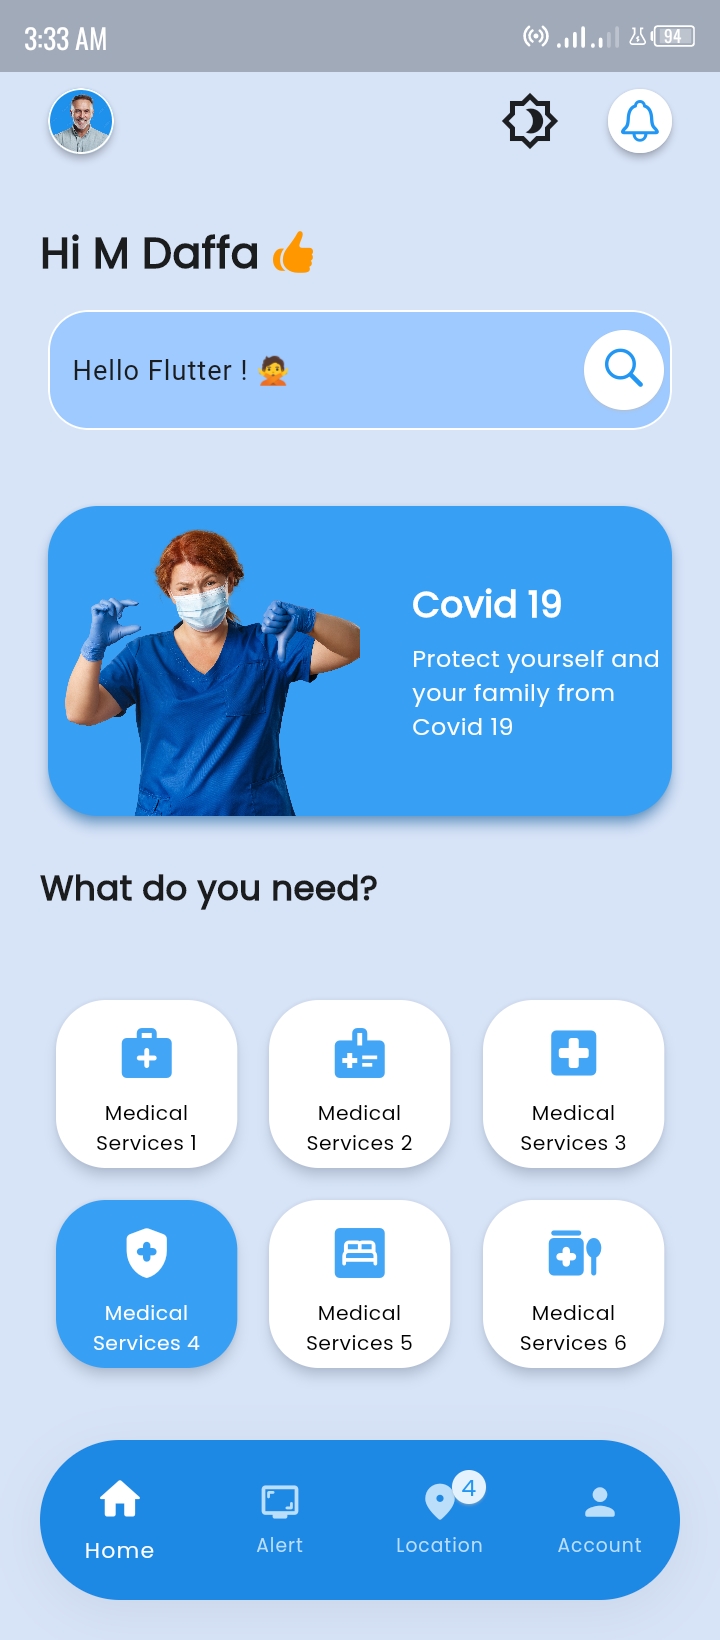 3:33 AM
94
Hi M Daffa 👍
Hello Flutter ! 🙅
Covid 19
Protect yourself and
your family from
Covid 19
What do you need?
Medical
Services 1
Medical
Services 2
Medical
Services 3
Medical
Services 4
Medical
Services 5
Medical
Services 6
4
Home
Alert
Location
Account